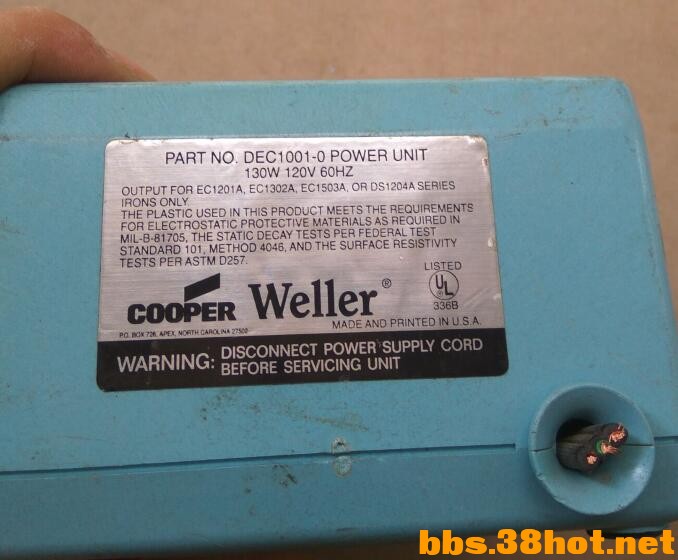 PART NO. DEC1001-0 POWER UNIT
130W 120V 60HZ
OUTPUT FOR EC1201A, EC1302A, EC1503A, OR DS1204A SERIES
IRONS ONLY.
THE PLASTIC USED IN THIS PRODUCT MEETS THE REQUIREMENTS
FOR ELECTROSTATIC PROTECTIVE MATERIALS AS REQUIRED IN
MIL-B-81705, THE STATIC DECAY TESTS PER FEDERAL TEST
STANDARD 101, METHOD 4046, AND THE SURFACE RESISTIVITY
TESTS PER ASTM D257.
LISTED
UL
®
336B
COOPER Weller®
MADE AND PRINTED IN U.S.A.
P.O. BOX 728, APEX, NORTH CAROLINA 27502
WARNING: DISCONNECT POWER SUPPLY CORD
BEFORE SERVICING UNIT
bbs.38hot.net